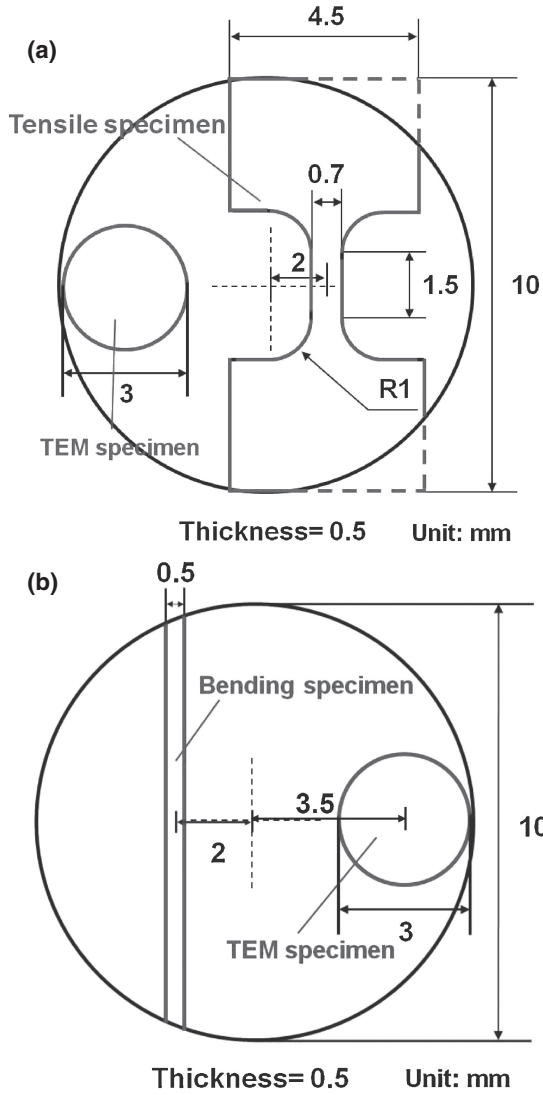 4.5
(a)
Tensile specimen
0.7
2
1.5
10
3
R1
TEM specimen
Thickness= 0.5 Unit: mm
(b)
0.5
Bending specimen
3.5
2
10
3
TEM specimen
Thickness= 0.5 Unit: mm